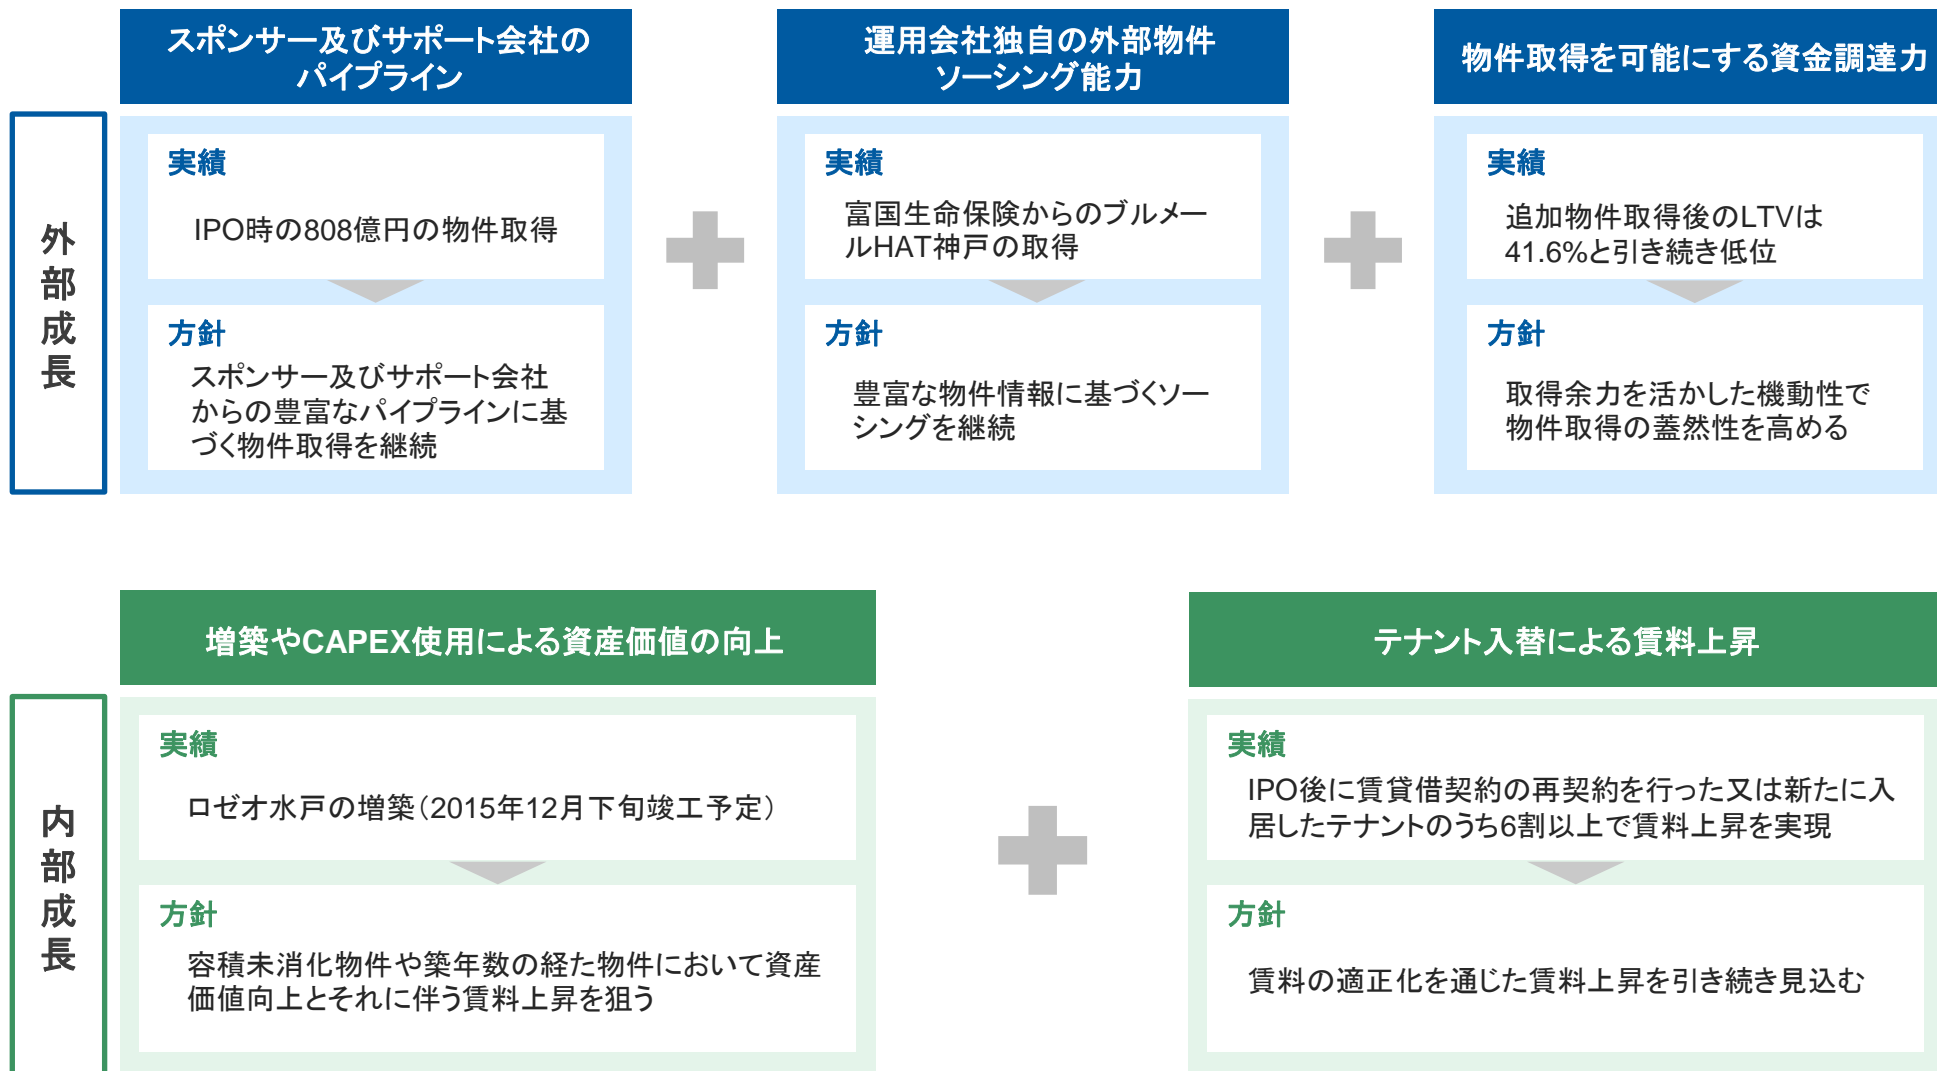 外部成長
スポンサー及びサポート会社の
パイプライン
実績
IPO時の808億円の物件取得
方針
スポンサー及びサポート会社
からの豊富なパイプラインに基
づく物件取得を継続
運用会社独自の外部物件
ソーシング能力
実績
富国生命保険からのブルメー
ルHAT神戸の取得
方針
豊富な物件情報に基づくソー
シングを継続
物件取得を可能にする資金調達力
実績
追加物件取得後のLTVは
41.6%と引き続き低位
方針
取得余力を活かした機動性で
物件取得の蓋然性を高める
内部成長
増築やCAPEX使用による資産価値の向上
実績
ロゼオ水戸の増築（2015年12月下旬竣工予定）
方針
容積未消化物件や築年数の経た物件において資産
価値向上とそれに伴う賃料上昇を狙う
テナント入替による賃料上昇
実績
IPO後に賃貸借契約の再契約を行った又は新たに入
居したテナントのうち6割以上で賃料上昇を実現
方針
賃料の適正化を通じた賃料上昇を引き続き見込む